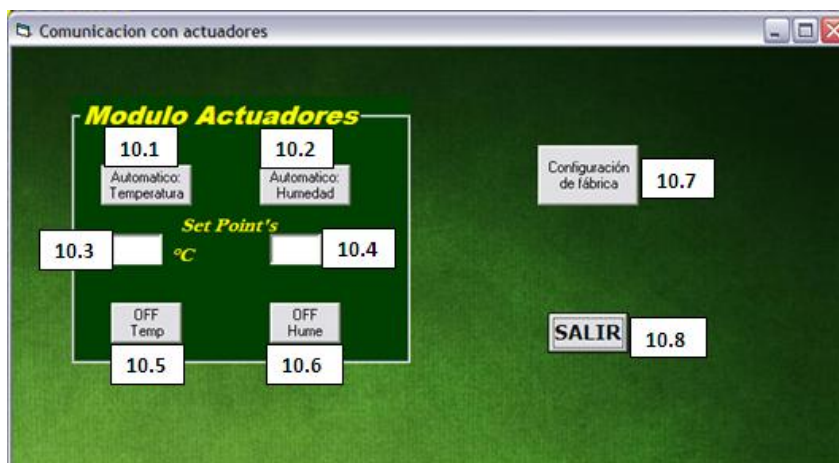 Comunicacion con actuadores
Modulo Actuadores
10.1
10.2
Automatico:
Temperatura
Automatico:
Humedad
Configuración
de fábrica
10.7
Set Point's
10.3
°C
10.4
OFF
Temp
OFF
Hume
SALIR
10.8
10.5
10.6